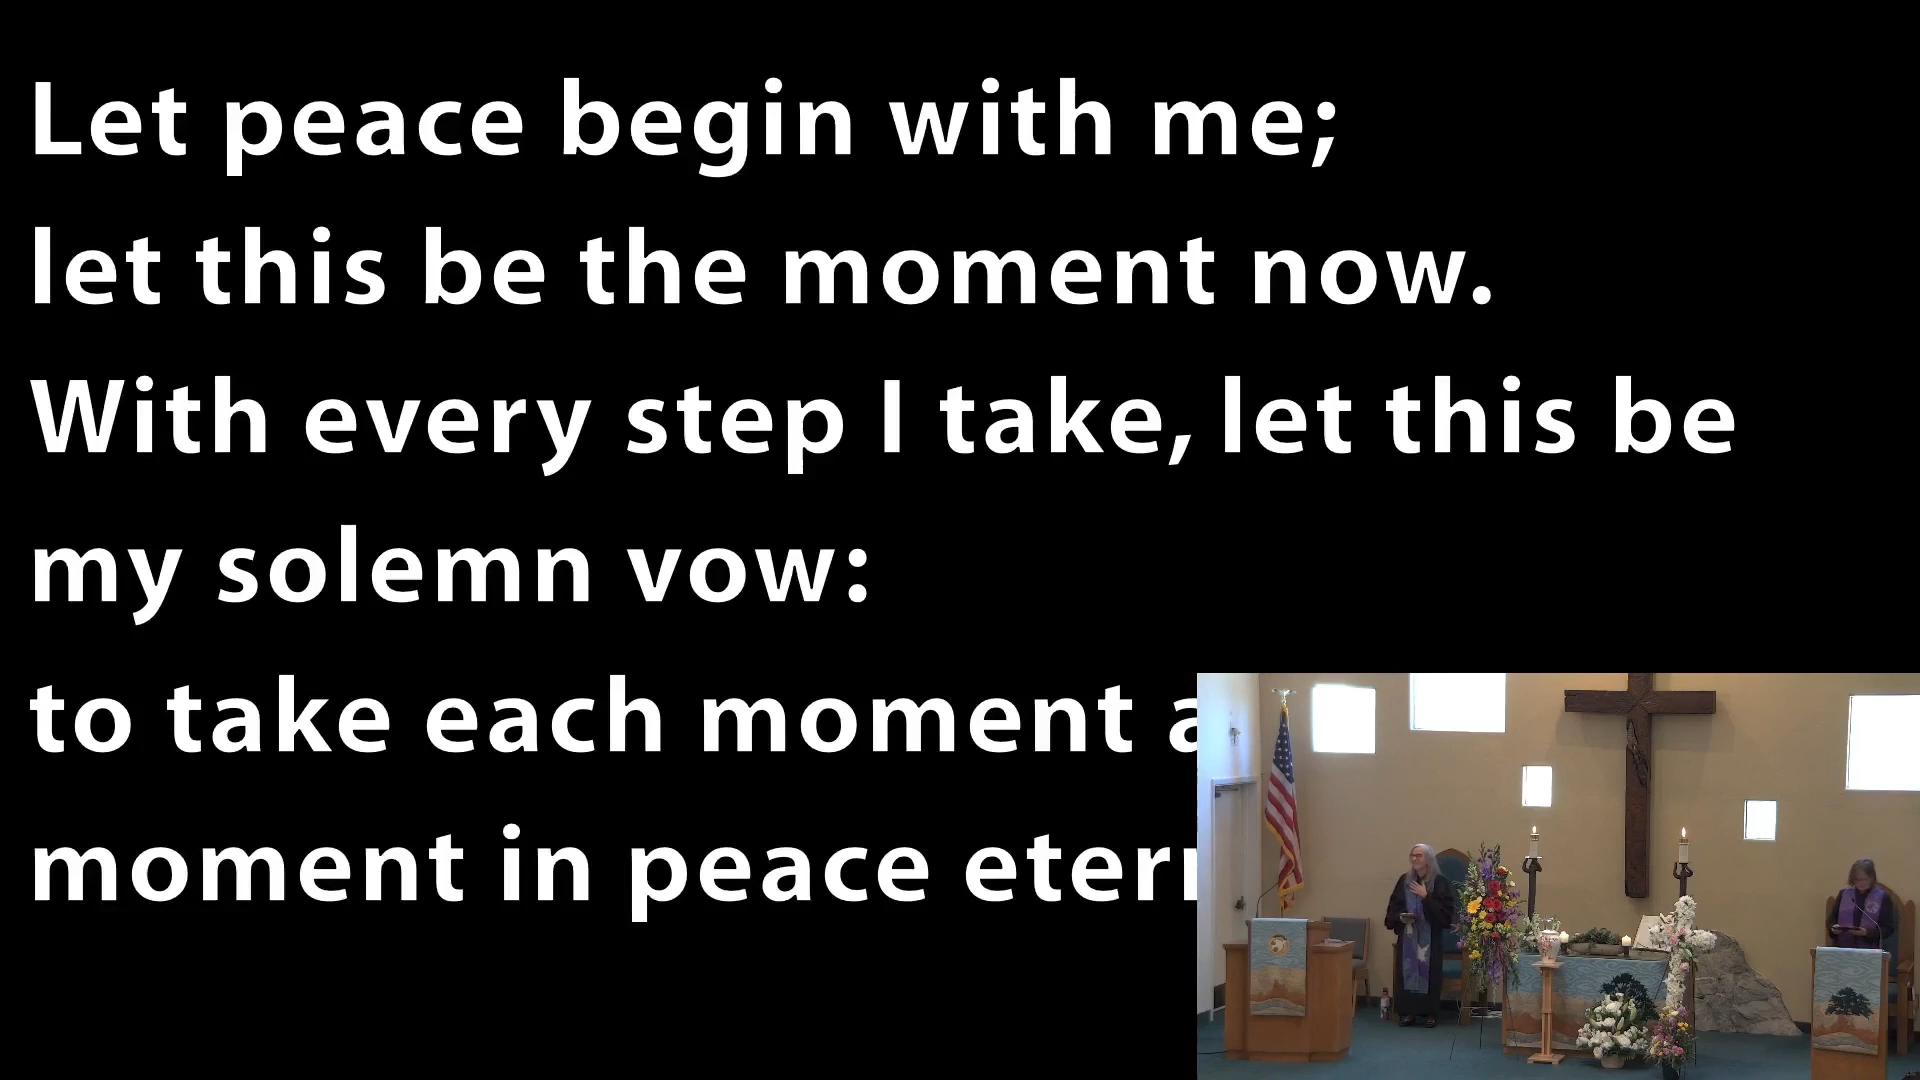 Let peace begin with me;
let this be the moment now.
With every step I take, let this be
my solemn vow:
to take each moment
moment in peace